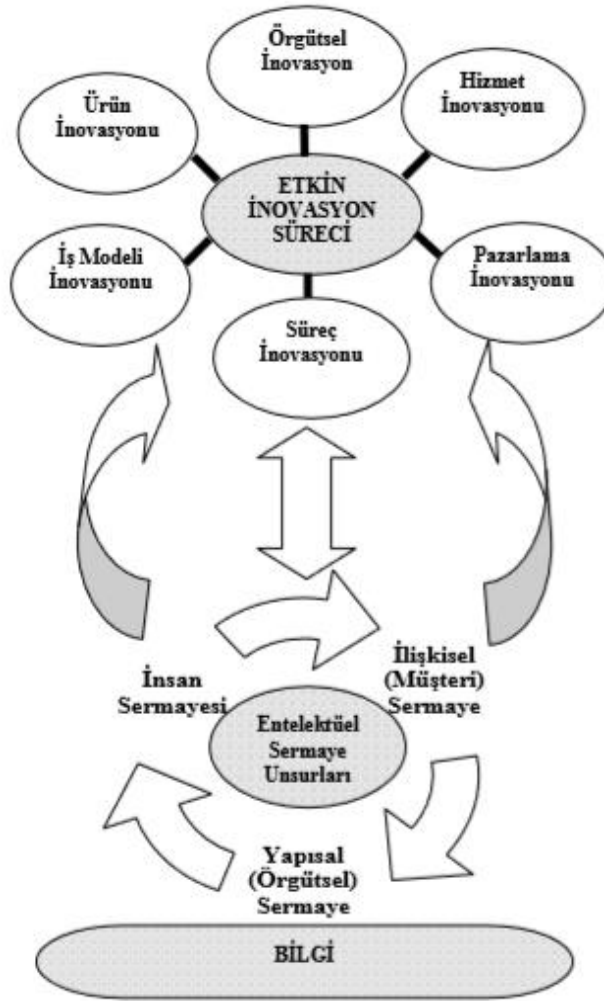 Örgütsel
İnovasyon
Ürün
İnovasyonu
Hizmet
İnovasyonu
ETKİN
İNOVASYON
SÜRECİ
İş Modeli
İnovasyonu
Pazarlama
İnovasyonu
Süreç
İnovasyonu
İnsan
Sermayesi
İlişkisel
(Müşteri)
Sermaye
Entelektüel
Sermaye
Unsurları
Yapısal
(Örgütsel)
Sermaye
BİLGİ